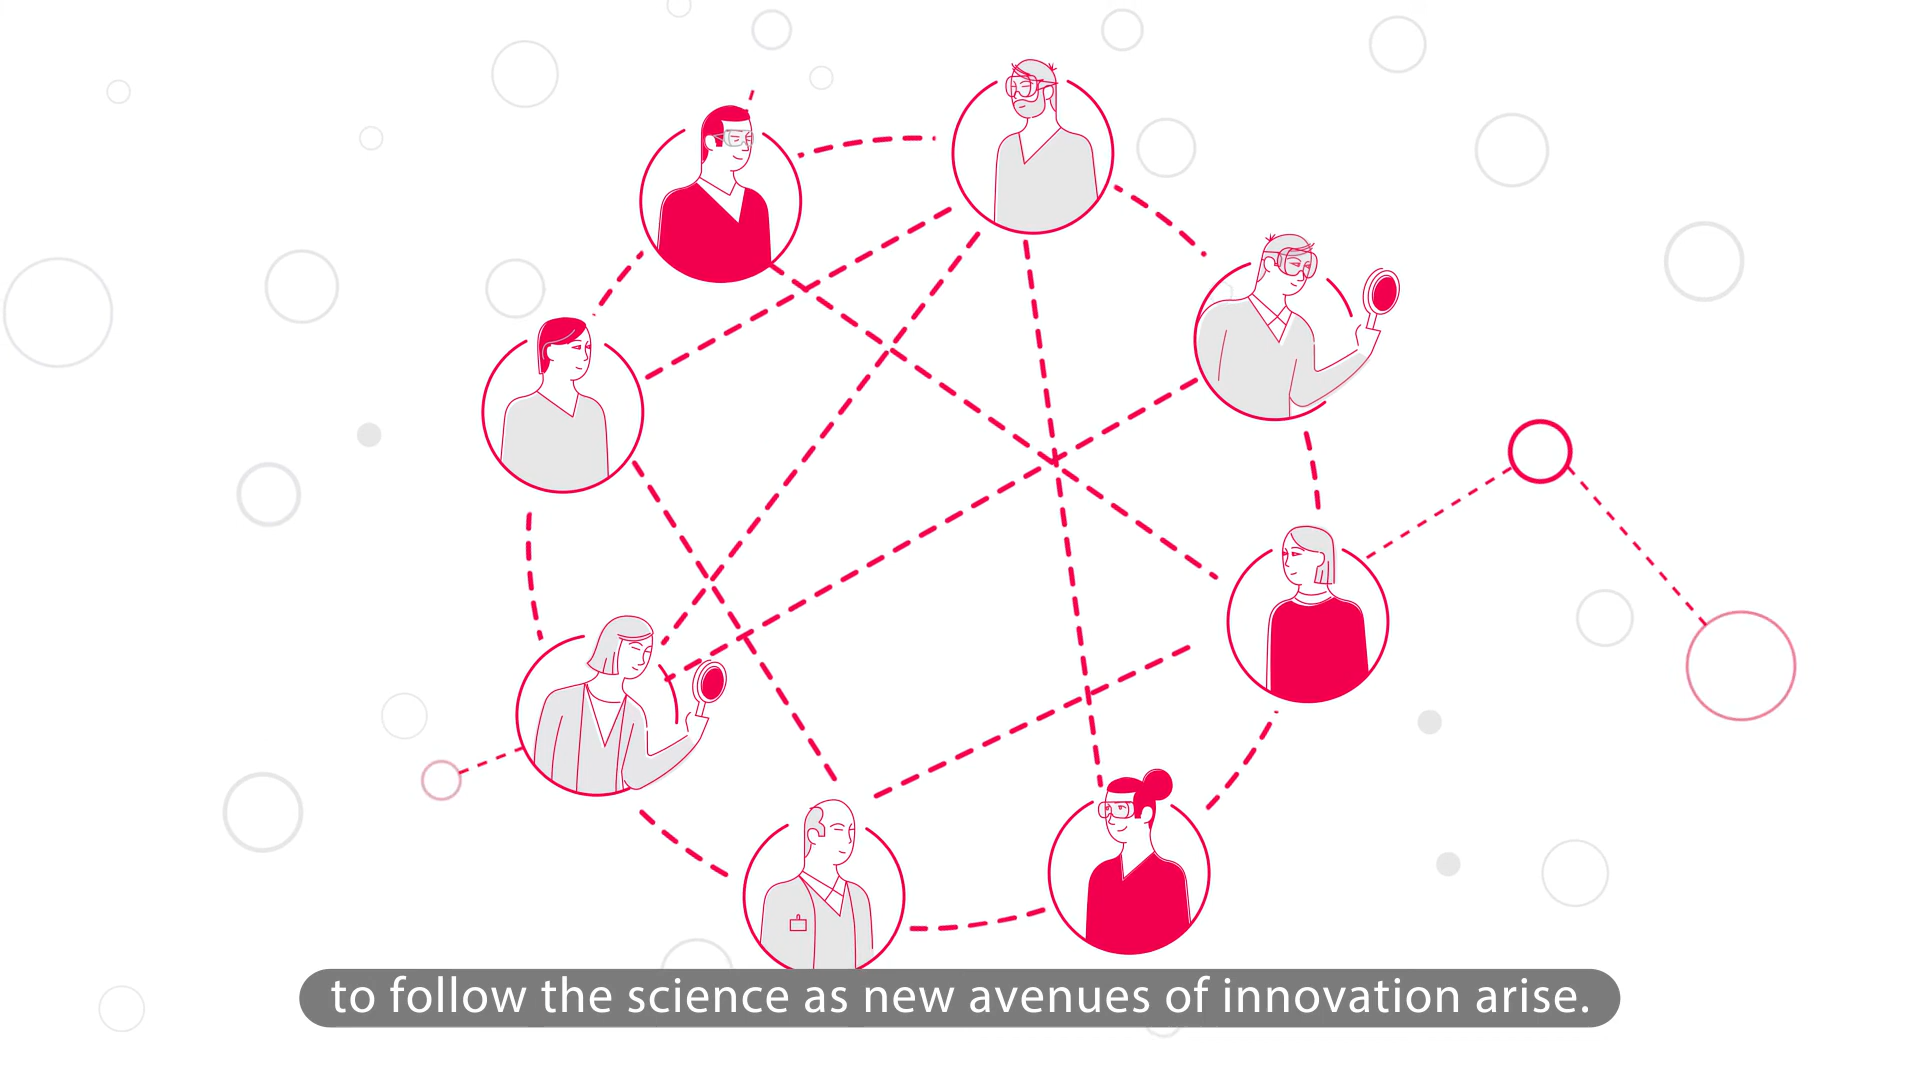 to follow the science as new avenues of innovation arise.